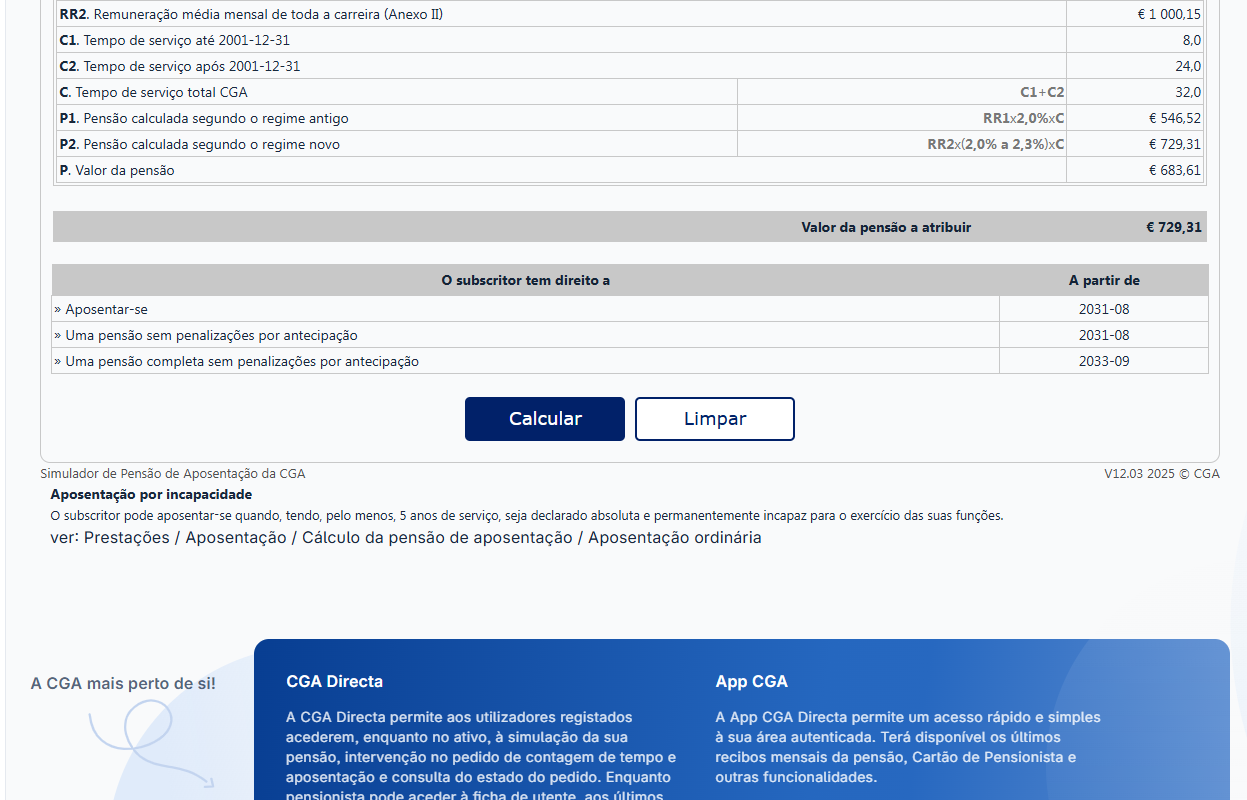 RR2. Remuneração média mensal de toda a carreira (Anexo II) € 1 000,15
C1. Tempo de serviço até 2001-12-31 8,0
C2. Tempo de serviço após 2001-12-31 24,0
C. Tempo de serviço total CGA C1+C2 32,0
P1. Pensão calculada segundo o regime antigo RR1x2,0%xC € 546,52
P2. Pensão calculada segundo o regime novo RR2x(2,0% a 2,3%)xC € 729,31
P. Valor da pensão € 683,61
Valor da pensão a atribuir € 729,31
O subscritor tem direito a A partir de
» Aposentar-se 2031-08
» Uma pensão sem penalizações por antecipação 2031-08
» Uma pensão completa sem penalizações por antecipação 2033-09
Calcular Limpar
Simulador de Pensão de Aposentação da CGA V12.03 2025 © CGA
Aposentação por incapacidade
O subscritor pode aposentar-se quando, tendo, pelo menos, 5 anos de serviço, seja declarado absoluta e permanentemente incapaz para o exercício das suas funções.
ver: Prestações / Aposentação / Cálculo da pensão de aposentação / Aposentação ordinária
A CGA mais perto de si!
CGA Directa
A CGA Directa permite aos utilizadores registados
acederem, enquanto no ativo, à simulação da sua
pensão, intervenção no pedido de contagem de tempo e
aposentação e consulta do estado do pedido. Enquanto
pensionista pode aceder à ficha de utente, aos últimos
App CGA
A App CGA Directa permite um acesso rápido e simples
à sua área autenticada. Terá disponível os últimos
recibos mensais da pensão, Cartão de Pensionista e
outras funcionalidades.